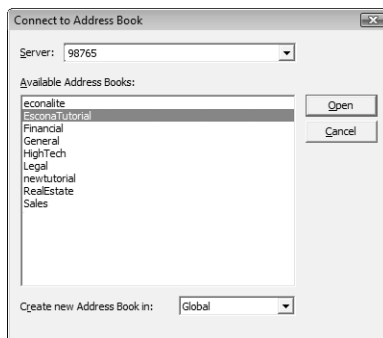 Connect to Address Book
Server: 98765
Available Address Books:
econalite
EsconaTutorial
Financial
General
HighTech
Legal
newtutorial
RealEstate
Sales
Open
Cancel
Create new Address Book in: Global